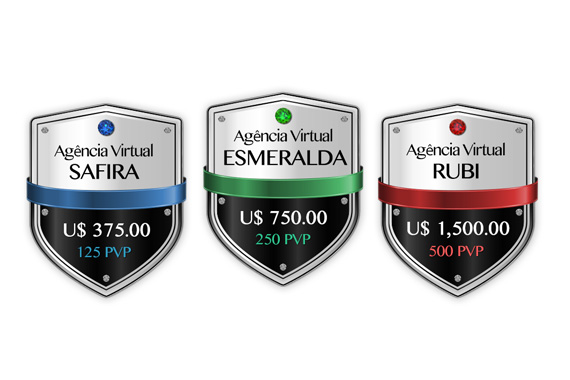 Agência Virtual
SAFIRA
U$ 375.00
125 PVP
Agência Virtual
ESMERALDA
U$ 750.00
250 PVP
Agência Virtual
RUBI
U$ 1,500.00
500 PVP